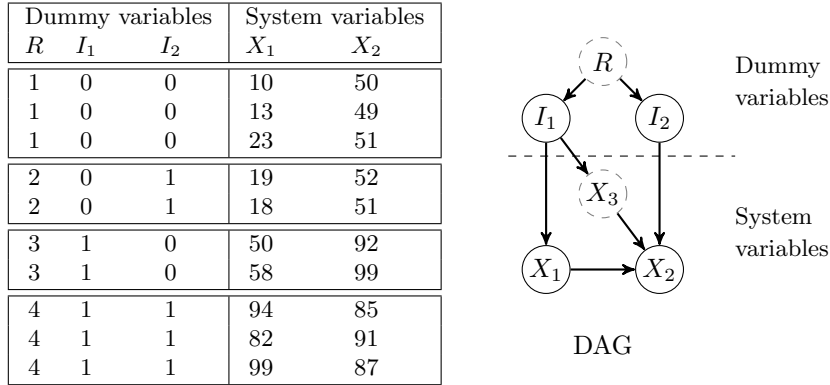 Dummy variables System variables
R I₁ I₂ X₁ X₂
1 0 0 10 50
1 0 0 13 49
1 0 0 23 51
2 0 1 19 52
2 0 1 18 51
3 1 0 50 92
3 1 0 58 99
4 1 1 94 85
4 1 1 82 91
4 1 1 99 87
R
I₁ I₂
X₃
X₁ X₂
Dummy
variables
System
variables
DAG